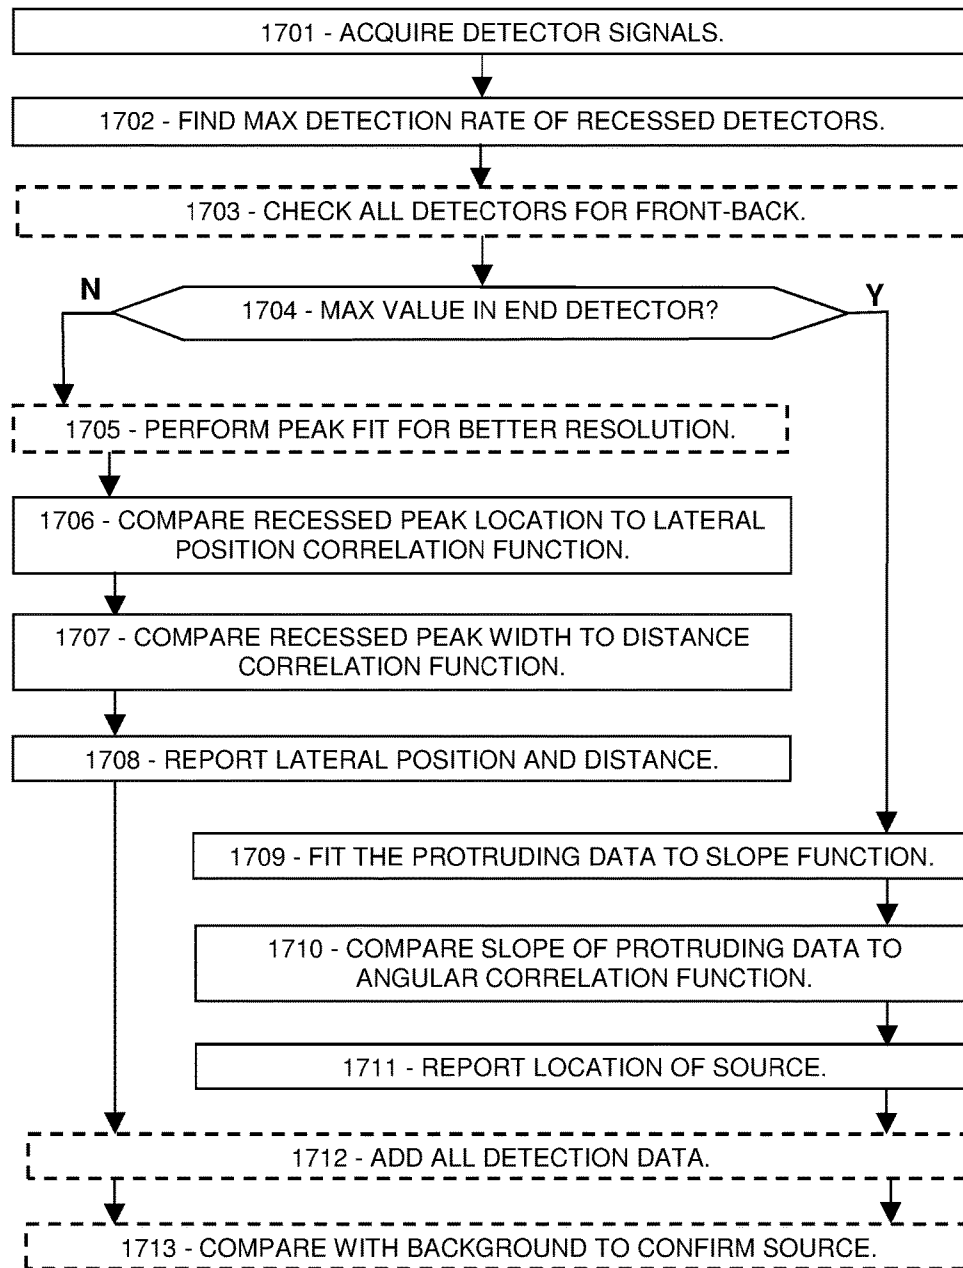 1701 - ACQUIRE DETECTOR SIGNALS.
1702 - FIND MAX DETECTION RATE OF RECESSED DETECTORS.
1703 - CHECK ALL DETECTORS FOR FRONT-BACK.
N
1704 - MAX VALUE IN END DETECTOR?
Y
1705 - PERFORM PEAK FIT FOR BETTER RESOLUTION.
1706 - COMPARE RECESSED PEAK LOCATION TO LATERAL
POSITION CORRELATION FUNCTION.
1707 - COMPARE RECESSED PEAK WIDTH TO DISTANCE
CORRELATION FUNCTION.
1708 - REPORT LATERAL POSITION AND DISTANCE.
1709 - FIT THE PROTRUDING DATA TO SLOPE FUNCTION.
1710 - COMPARE SLOPE OF PROTRUDING DATA TO
ANGULAR CORRELATION FUNCTION.
1711 - REPORT LOCATION OF SOURCE.
1712 - ADD ALL DETECTION DATA.
1713 - COMPARE WITH BACKGROUND TO CONFIRM SOURCE.